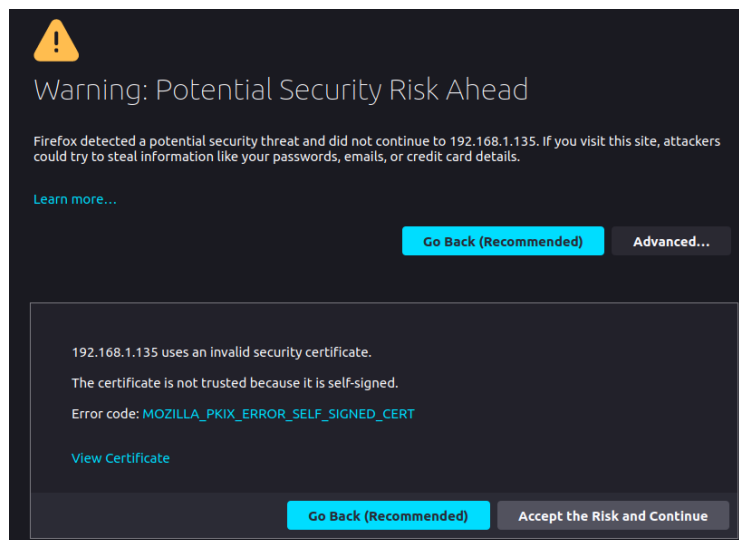 Warning: Potential Security Risk Ahead
Firefox detected a potential security threat and did not continue to 192.168.1.135. If you visit this site, attackers
could try to steal information like your passwords, emails, or credit card details.
Learn more…
Go Back (Recommended) Advanced…
192.168.1.135 uses an invalid security certificate.
The certificate is not trusted because it is self-signed.
Error code: MOZILLA_PKIX_ERROR_SELF_SIGNED_CERT
View Certificate
Go Back (Recommended) Accept the Risk and Continue